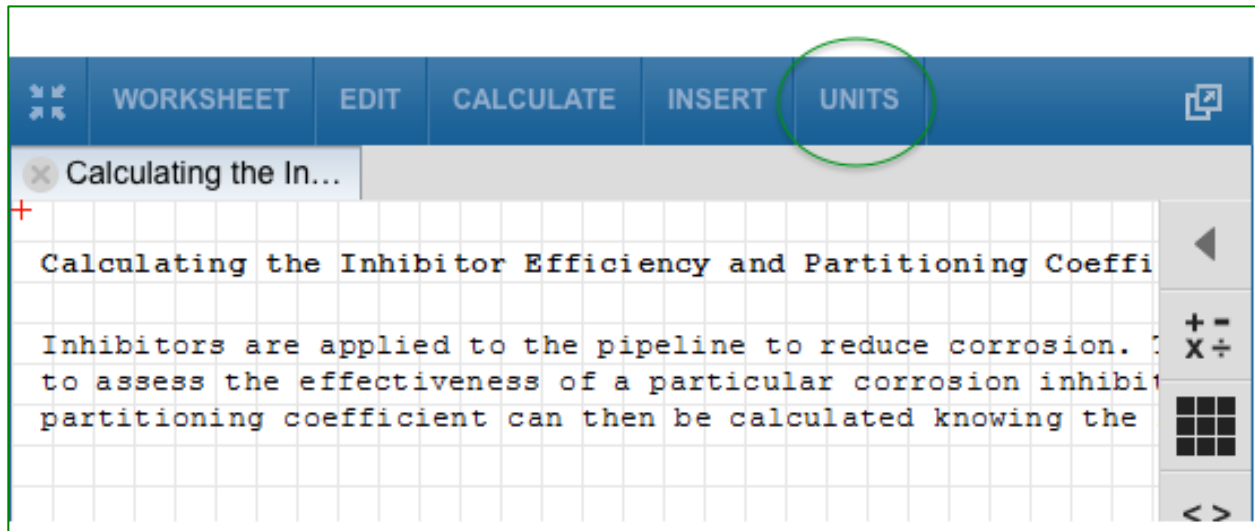 WORKSHEET EDIT CALCULATE INSERT UNITS
Calculating the In...
Calculating the Inhibitor Efficiency and Partitioning Coeffi
Inhibitors are applied to the pipeline to reduce corrosion.
to assess the effectiveness of a particular corrosion inhibit
partitioning coefficient can then be calculated knowing the
+ -
x ÷
< >